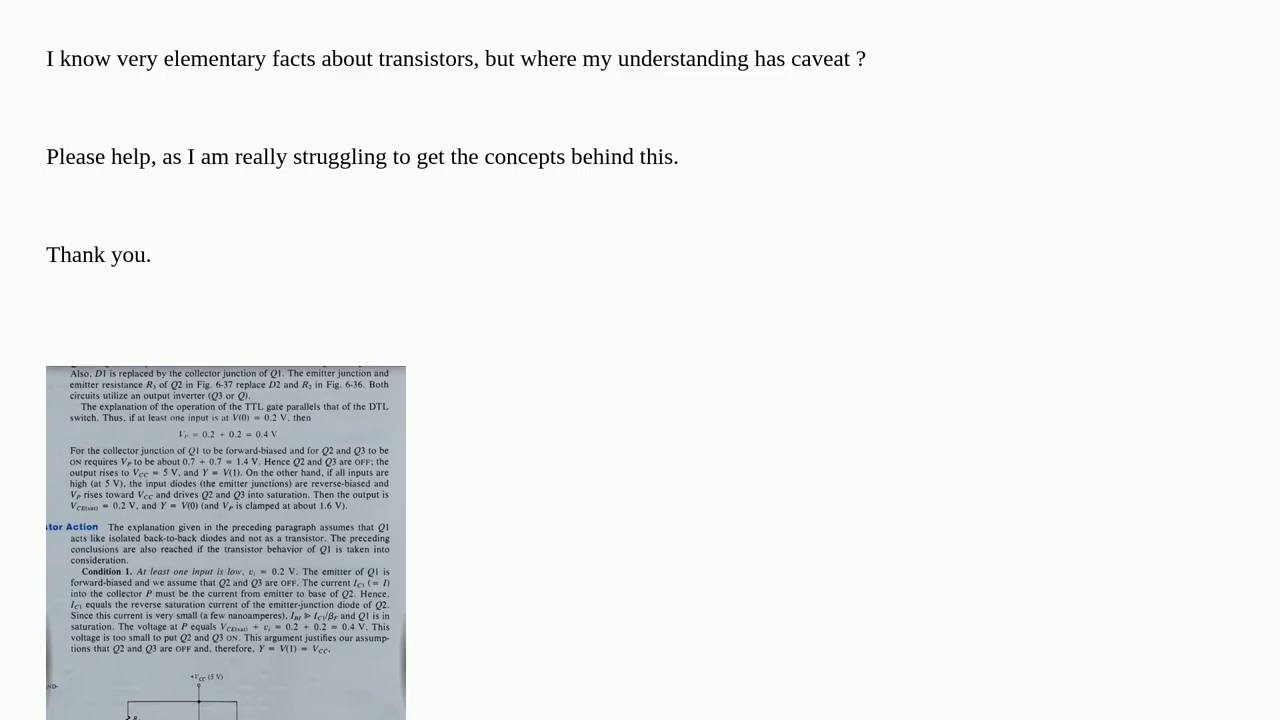 I know very elementary facts about transistors, but where my understanding has caveat ?
Please help, as I am really struggling to get the concepts behind this.
Thank you.
Also, D1 is replaced by the collector junction of Q1. The emitter junction and
emitter resistance R3 of Q2 in Fig. 6-37 replace D2 and R2 in Fig. 6-36. Both
circuits utilize an output inverter (Q3 or Q).
The explanation of the operation of the TTL gate parallels that of the DTL
switch. Thus, if at least one input is at V(0) = 0.2 V, then
VP = 0.2 + 0.2 = 0.4 V
For the collector junction of Q1 to be forward-biased and for Q2 and Q3 to be
ON requires VP to be about 0.7 + 0.7 = 1.4 V. Hence Q2 and Q3 are OFF; the
output rises to VCC = 5 V, and Y = V(1). On the other hand, if all inputs are
high (at 5 V), the input diodes (the emitter junctions) are reverse-biased and
VP rises toward VCC and drives Q2 and Q3 into saturation. Then the output is
VCE(sat) = 0.2 V, and Y = V(0) (and VP is clamped at about 1.6 V).
stor Action The explanation given in the preceding paragraph assumes that Q1
acts like isolated back-to-back diodes and not as a transistor. The preceding
conclusions are also reached if the transistor behavior of Q1 is taken into
consideration.
Condition 1. At least one input is low, vi = 0.2 V. The emitter of Q1 is
forward-biased and we assume that Q2 and Q3 are OFF. The current IC1 (= I)
into the collector P must be the current from emitter to base of Q2. Hence,
IC1 equals the reverse saturation current of the emitter-junction diode of Q2.
Since this current is very small (a few nanoamperes), IB1 ≫ IC1/βF and Q1 is in
saturation. The voltage at P equals VCE(sat) + vi = 0.2 + 0.2 = 0.4 V. This
voltage is too small to put Q2 and Q3 ON. This argument justifies our assump-
tions that Q2 and Q3 are OFF and, therefore, Y = V(1) = VCC.
+VCC (5 V)